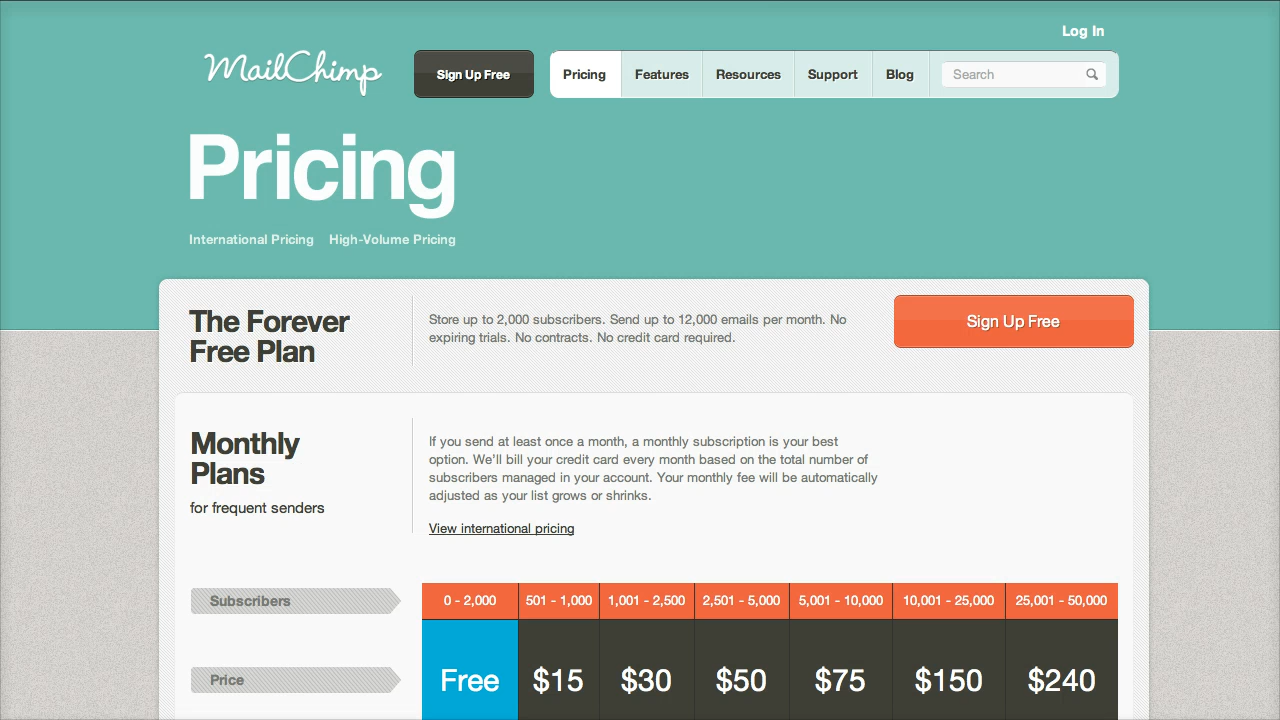 Log In
MailChimp
Sign Up Free
Pricing
Features
Resources
Support
Blog
Search
Pricing
International Pricing
High-Volume Pricing
The Forever
Free Plan
Store up to 2,000 subscribers. Send up to 12,000 emails per month. No
expiring trials. No contracts. No credit card required.
Sign Up Free
Monthly
Plans
for frequent senders
If you send at least once a month, a monthly subscription is your best
option. We'll bill your credit card every month based on the total number of
subscribers managed in your account. Your monthly fee will be automatically
adjusted as your list grows or shrinks.
View international pricing
Subscribers
0 - 2,000
501 - 1,000
1,001 - 2,500
2,501 - 5,000
5,001 - 10,000
10,001 - 25,000
25,001 - 50,000
Price
Free
$15
$30
$50
$75
$150
$240